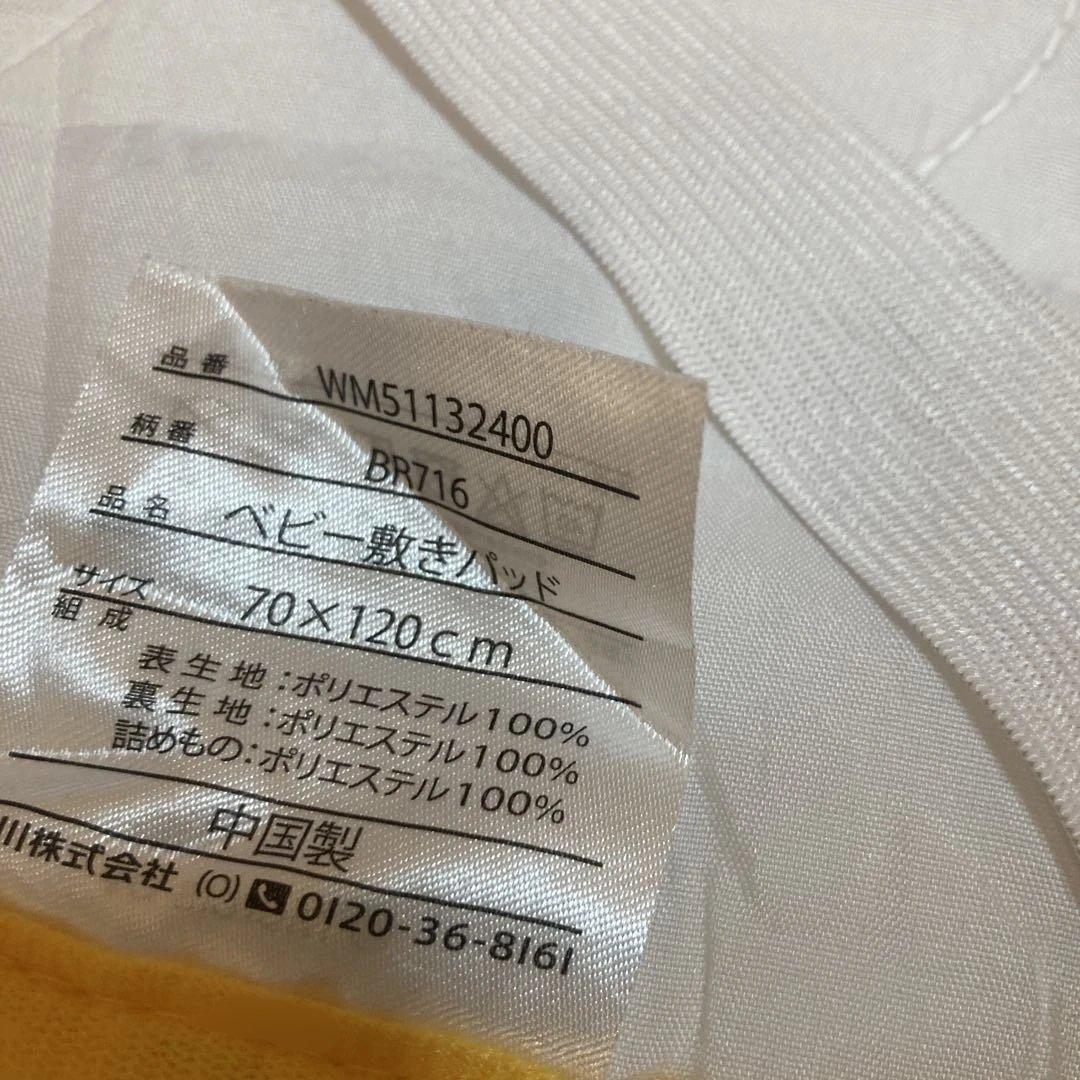 品番 WM51132400
柄番 BR716
品名 ベビー敷きパッド
サイズ 70×120cm
組成
表生地:ポリエステル100%
裏生地:ポリエステル100%
詰めもの:ポリエステル100%
中国製
川株式会社 (O) 0120-36-8161